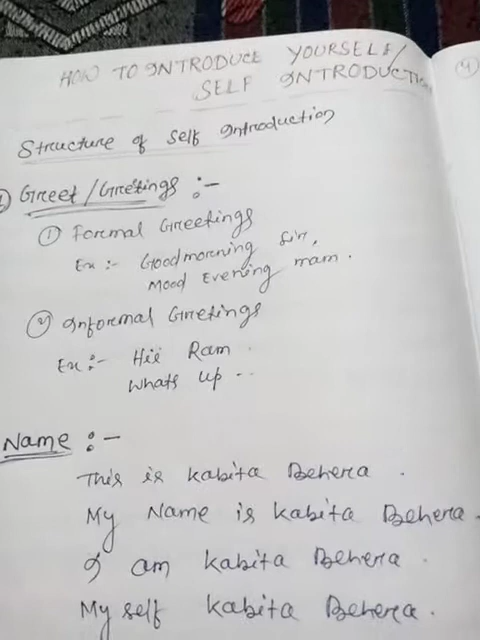 HOW TO INTRODUCE YOURSELF/
SELF INTRODUCTION
Structure of self introduction
Greet/Greetings :-
① Formal Greetings
Ex :- Goodmorning Sir,
Mood Evening mam.
② Informal Greetings
Ex :- Hii Ram.
Whats up ..
Name :-
This is Kabita Behera.
My Name is Kabita Behera.
I am Kabita Behera.
My self Kabita Behera.